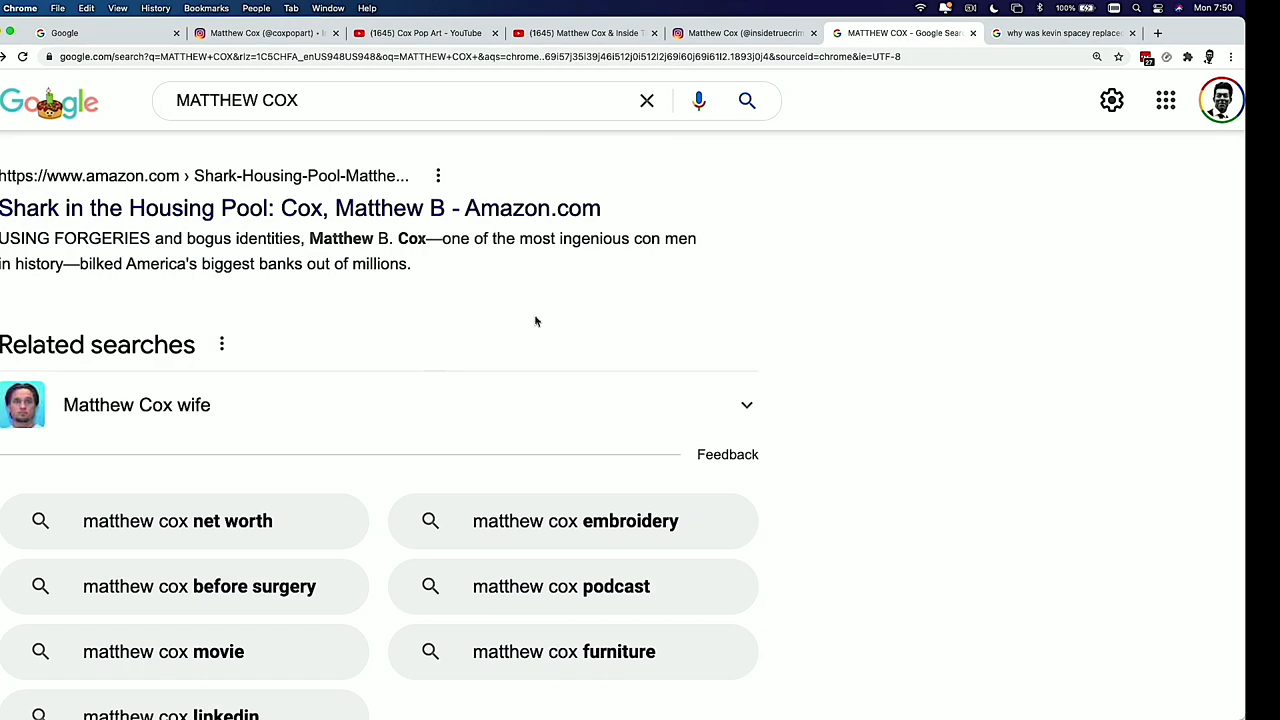 Chrome File Edit View History Bookmarks People Tab Window Help 100% Mon 7:50
Google
Matthew Cox (@coxpopart) • I
(1645) Cox Pop Art - YouTube
(1645) Matthew Cox & Inside T
Matthew Cox (@insidetruecrim
MATTHEW COX - Google Sear
why was kevin spacey replaced
google.com/search?q=MATTHEW+COX&rlz=1C5CHFA_enUS948US948&oq=MATTHEW+COX+&aqs=chrome..69i57j35i39j46i512j0i512l2j69i60j69i61l2.1893j0j4&sourceid=chrome&ie=UTF-8
27
Google
MATTHEW COX
https://www.amazon.com › Shark-Housing-Pool-Matthe...
Shark in the Housing Pool: Cox, Matthew B - Amazon.com
USING FORGERIES and bogus identities, Matthew B. Cox—one of the most ingenious con men
in history—bilked America's biggest banks out of millions.
Related searches
Matthew Cox wife
Feedback
matthew cox net worth
matthew cox embroidery
matthew cox before surgery
matthew cox podcast
matthew cox movie
matthew cox furniture
matthew cox linkedin